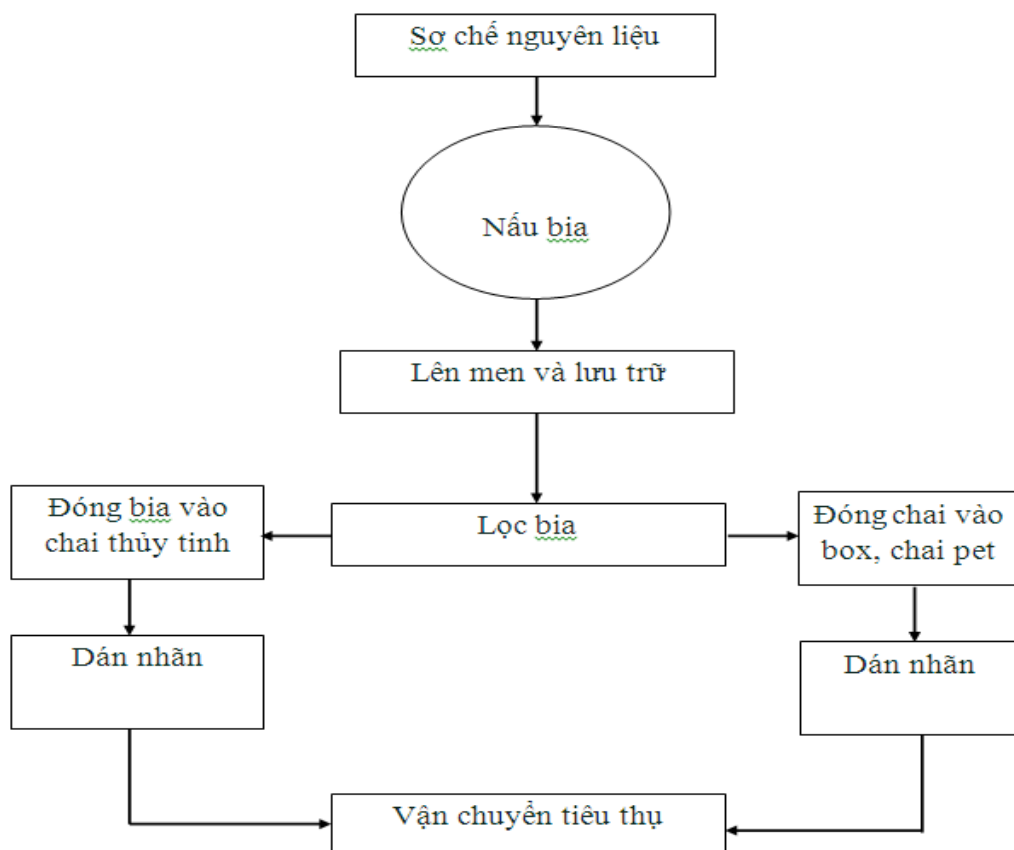 Sơ chế nguyên liệu
Nấu bia
Lên men và lưu trữ
Đóng bia vào
chai thủy tinh
Lọc bia
Đóng chai vào
box, chai pet
Dán nhãn
Dán nhãn
Vận chuyển tiêu thụ